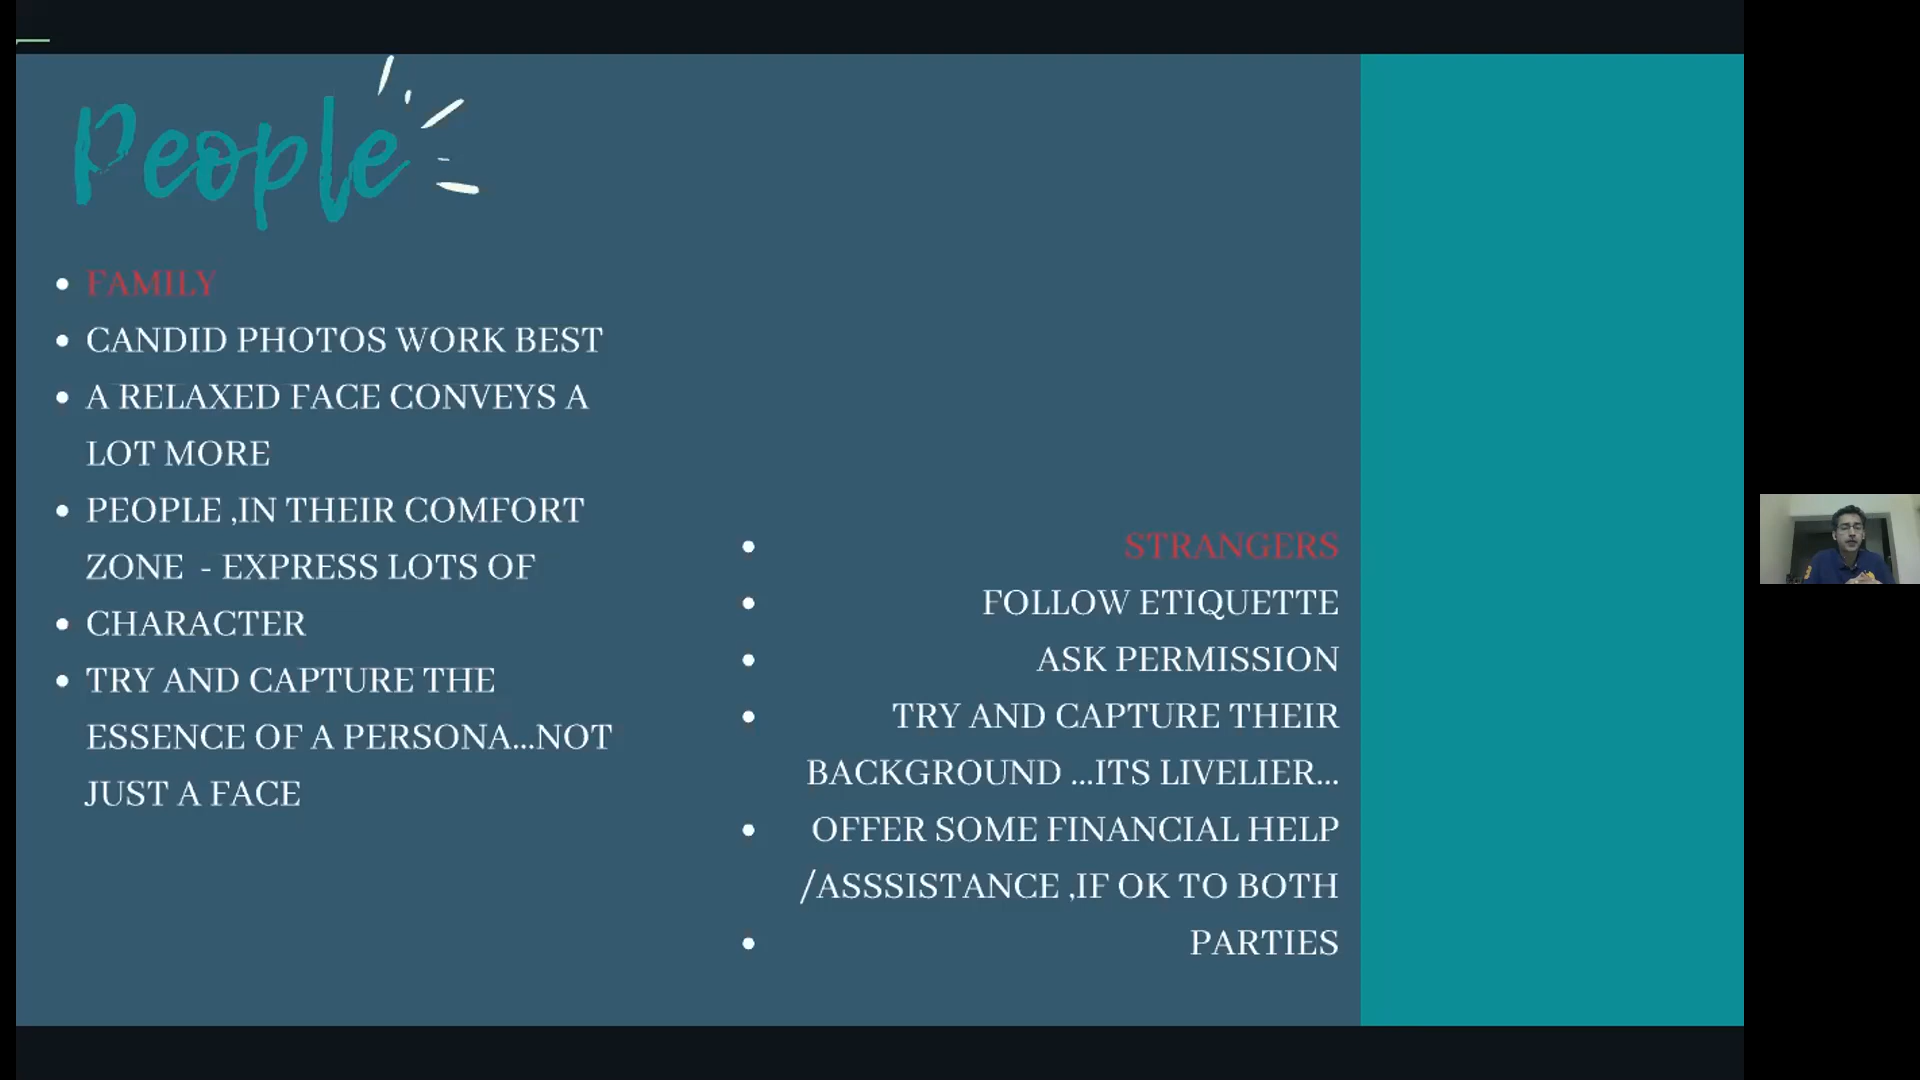 People
• FAMILY
• CANDID PHOTOS WORK BEST
• A RELAXED FACE CONVEYS A
LOT MORE
• PEOPLE ,IN THEIR COMFORT
ZONE - EXPRESS LOTS OF
• CHARACTER
• TRY AND CAPTURE THE
ESSENCE OF A PERSONA...NOT
JUST A FACE
• STRANGERS
• FOLLOW ETIQUETTE
• ASK PERMISSION
• TRY AND CAPTURE THEIR
BACKGROUND ...ITS LIVELIER...
• OFFER SOME FINANCIAL HELP
/ASSSISTANCE ,IF OK TO BOTH
• PARTIES